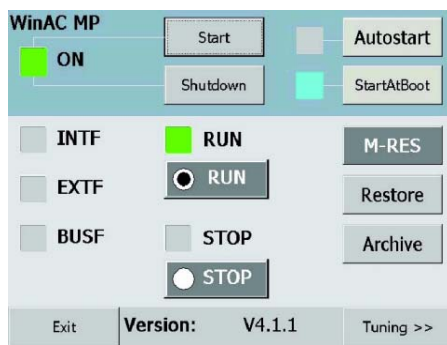 WinAC MP
ON
Start
Autostart
Shutdown
StartAtBoot
INTF
RUN
M-RES
EXTF
RUN
Restore
BUSF
STOP
Archive
STOP
Exit
Version: V4.1.1
Tuning >>